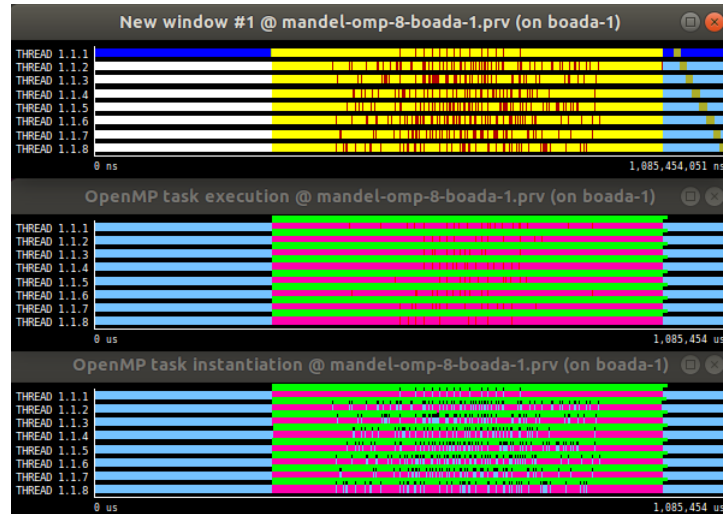 New window #1 @ mandel-omp-8-boada-1.prv (on boada-1)
THREAD 1.1.1
THREAD 1.1.2
THREAD 1.1.3
THREAD 1.1.4
THREAD 1.1.5
THREAD 1.1.6
THREAD 1.1.7
THREAD 1.1.8
0 ns 1,085,454,051 ns
OpenMP task execution @ mandel-omp-8-boada-1.prv (on boada-1)
THREAD 1.1.1
THREAD 1.1.2
THREAD 1.1.3
THREAD 1.1.4
THREAD 1.1.5
THREAD 1.1.6
THREAD 1.1.7
THREAD 1.1.8
0 us 1,085,454 us
OpenMP task instantiation @ mandel-omp-8-boada-1.prv (on boada-1)
THREAD 1.1.1
THREAD 1.1.2
THREAD 1.1.3
THREAD 1.1.4
THREAD 1.1.5
THREAD 1.1.6
THREAD 1.1.7
THREAD 1.1.8
0 us 1,085,454 us